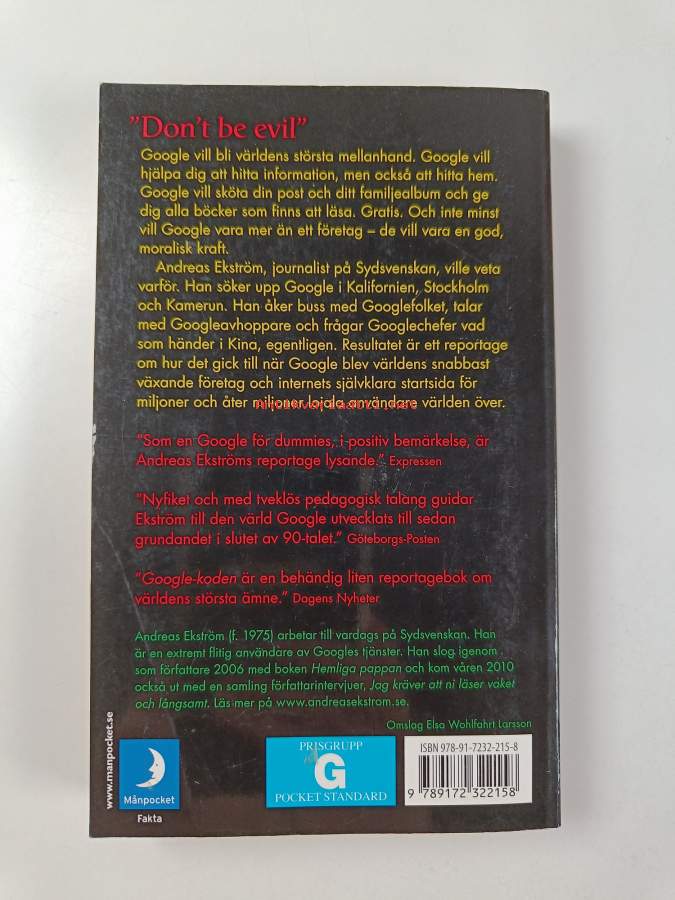 ”Don't be evil”
Google vill bli världens största mellanhand. Google vill
hjälpa dig att hitta information, men också att hitta hem.
Google vill sköta din post och ditt familjealbum och ge
dig alla böcker som finns att läsa. Gratis. Och inte minst
vill Google vara mer än ett företag – de vill vara en god,
moralisk kraft.
Andreas Ekström, journalist på Sydsvenskan, ville veta
varför. Han söker upp Google i Kalifornien, Stockholm
och Kamerun. Han åker buss med Googlefolket, talar
med Googleavhoppare och frågar Googlechefer vad
som händer i Kina, egentligen. Resultatet är ett reportage
om hur det gick till när Google blev världens snabbast
växande företag och internets självklara startsida för
miljoner och åter miljoner lojala användare världen över.
”Som en Google för dummies, i positiv bemärkelse, är
Andreas Ekströms reportage lysande.” Expressen
”Nyfiket och med tveklös pedagogisk talang guidar
Ekström till den värld Google utvecklats till sedan
grundandet i slutet av 90-talet.” Göteborgs-Posten
”Google-koden är en behändig liten reportagebok om
världens största ämne.” Dagens Nyheter
Andreas Ekström (f. 1975) arbetar till vardags på Sydsvenskan. Han
är en extremt flitig användare av Googles tjänster. Han slog igenom
som författare 2006 med boken Hemliga pappan och kom våren 2010
också ut med en samling författarintervjuer, Jag kräver att ni läser vaket
och långsamt. Läs mer på www.andreasekstrom.se.
Omslag Elsa Wohlfahrt Larsson
www.manpocket.se
Månpocket
Fakta
PRISGRUPP
G
POCKET STANDARD
ISBN 978-91-7232-215-8
9 789172 322158